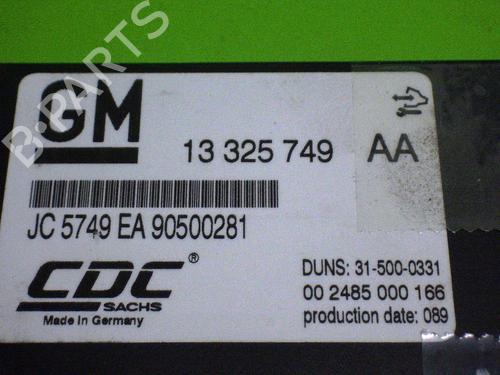 B-PARTS
GM
13 325 749 AA
JC 5749 EA 90500281
CDC®
SACHS
Made in Germany
DUNS: 31-500-0331
00 2485 000 166
production date: 089